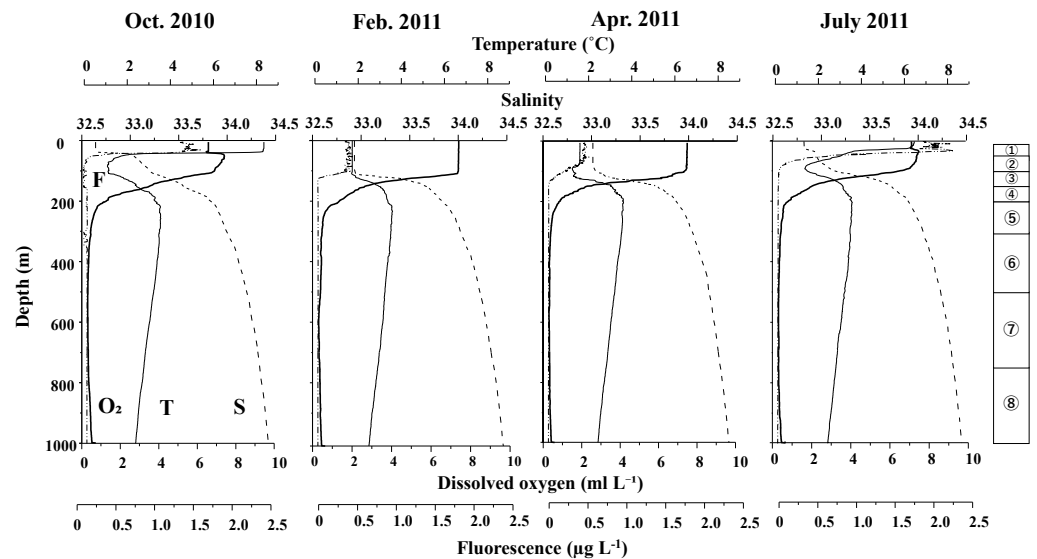 Oct. 2010 Feb. 2011 Apr. 2011 July 2011
Temperature (˚C)
0 2 4 6 8 0 2 4 6 8 0 2 4 6 8 0 2 4 6 8
Salinity
32.5 33.0 33.5 34.0 34.5 32.5 33.0 33.5 34.0 34.5 32.5 33.0 33.5 34.0 34.5 32.5 33.0 33.5 34.0 34.5
0
200
400
600
800
1000
Depth (m)
F
O₂ T S
①
②
③
④
⑤
⑥
⑦
⑧
0 2 4 6 8 10 0 2 4 6 8 10 0 2 4 6 8 10 0 2 4 6 8 10
Dissolved oxygen (ml L⁻¹)
0 0.5 1.0 1.5 2.0 2.5 0 0.5 1.0 1.5 2.0 2.5 0 0.5 1.0 1.5 2.0 2.5 0 0.5 1.0 1.5 2.0 2.5
Fluorescence (μg L⁻¹)